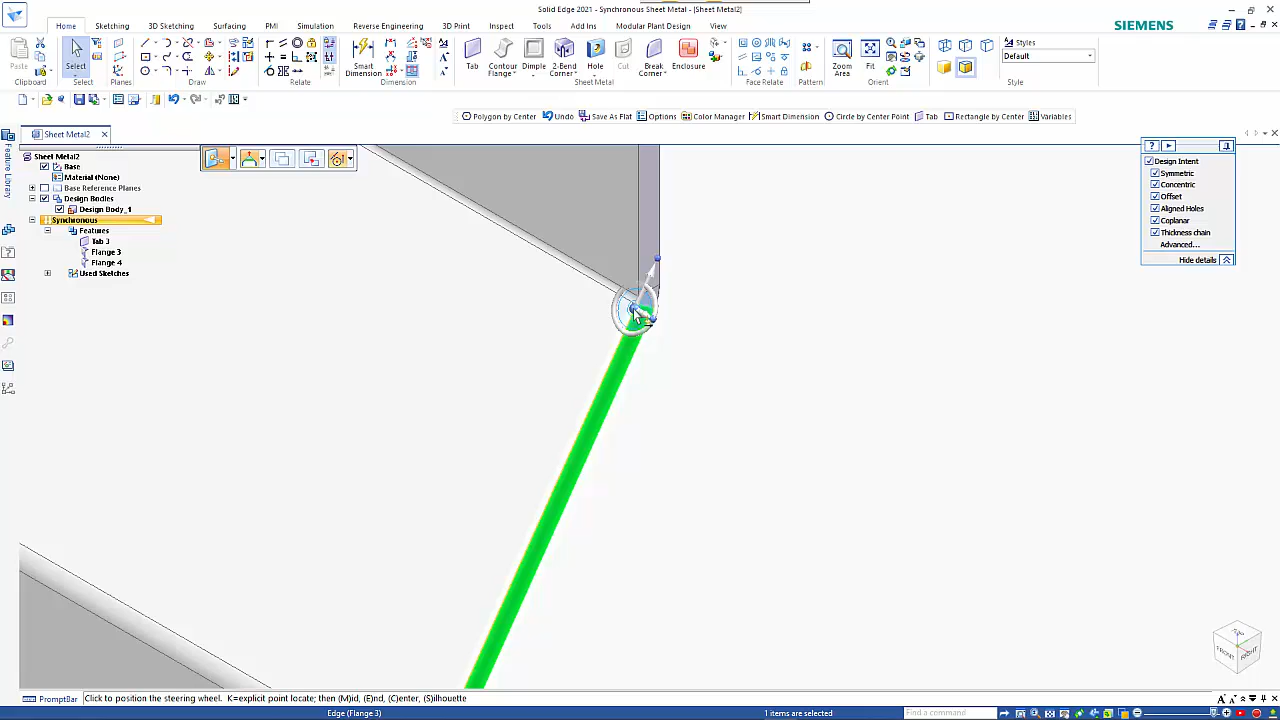 Solid Edge 2021 - Synchronous Sheet Metal - [Sheet Metal2]
Home Sketching 3D Sketching Surfacing PMI Simulation Reverse Engineering 3D Print Inspect Tools Add Ins Modular Plant Design View
SIEMENS
Paste
Clipboard
Select
Select
Planes
Draw
Relate
Smart
Dimension
Dimension
Tab
Contour
Flange
Dimple
2-Bend
Corner
Hole
Cut
Break
Corner
Enclosure
Sheet Metal
Face Relate
Pattern
Zoom
Area
Fit
Orient
Styles
Default
Style
Polygon by Center Undo Save As Flat Options Color Manager Smart Dimension Circle by Center Point Tab Rectangle by Center Variables
Sheet Metal2
Feature Library
Sheet Metal2
Base
Material (None)
Base Reference Planes
Design Bodies
Design Body_1
Synchronous
Features
Tab 3
Flange 3
Flange 4
Used Sketches
Design Intent
Symmetric
Concentric
Offset
Aligned Holes
Coplanar
Thickness chain
Advanced...
Hide details
TOP
FRONT
RIGHT
PromptBar Click to position the steering wheel. K=explicit point locate; then (M)id, (E)nd, (C)enter, (S)ilhouette
Edge (Flange 3)
1 items are selected
Find a command